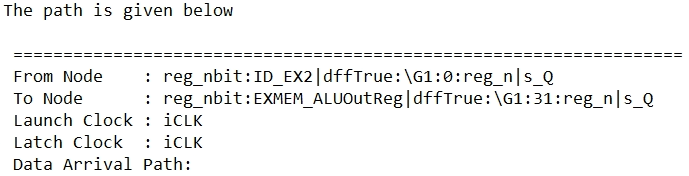 The path is given below
===================================================================
From Node    : reg_nbit:ID_EX2|dffTrue:\G1:0:reg_n|s_Q
To Node      : reg_nbit:EXMEM_ALUOutReg|dffTrue:\G1:31:reg_n|s_Q
Launch Clock : iCLK
Latch Clock  : iCLK
Data Arrival Path: